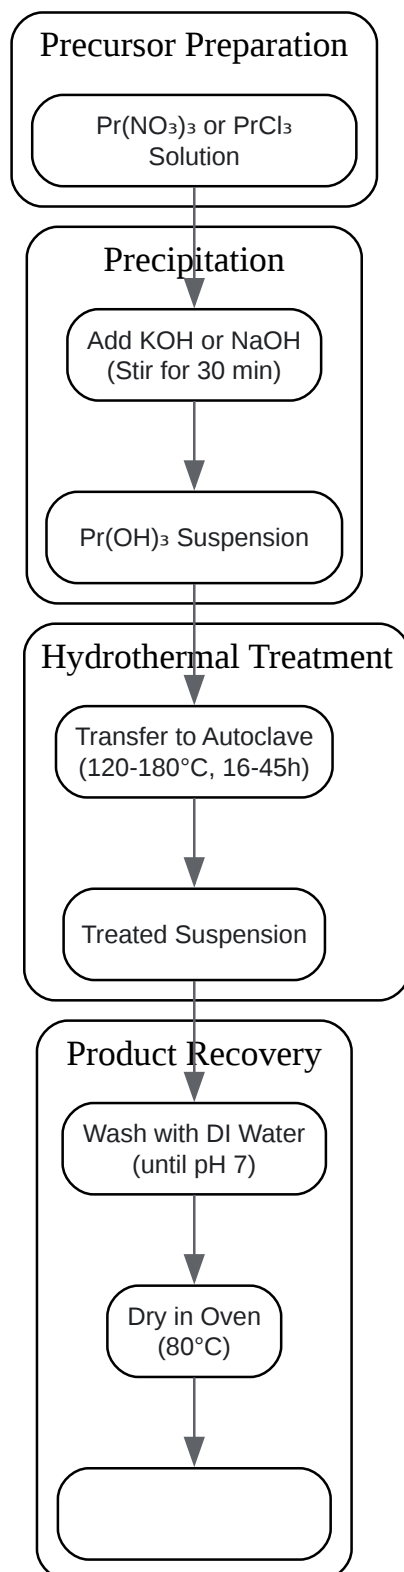 Precursor Preparation
Pr(NO₃)₃ or PrCl₃
Solution
Precipitation
Add KOH or NaOH
(Stir for 30 min)
Pr(OH)₃ Suspension
Hydrothermal Treatment
Transfer to Autoclave
(120-180°C, 16-45h)
Treated Suspension
Product Recovery
Wash with DI Water
(until pH 7)
Dry in Oven
(80°C)